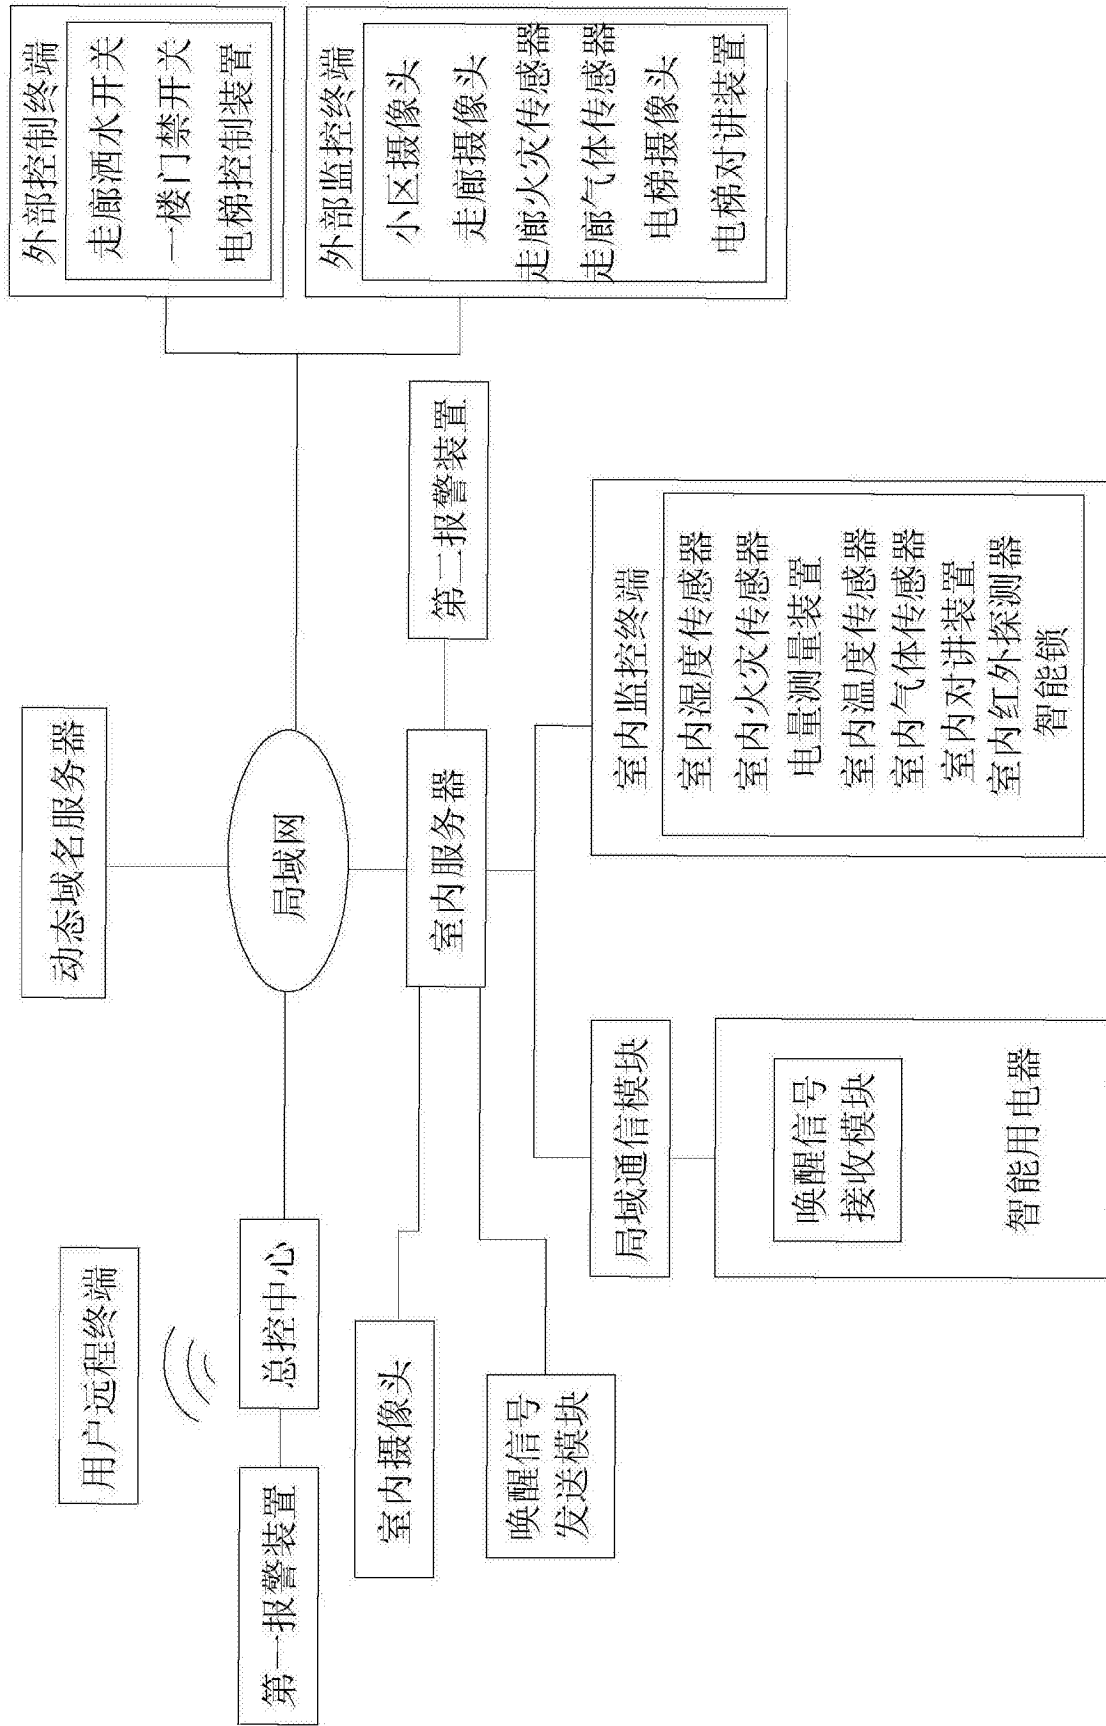 用户远程终端
动态域名服务器
外部控制终端
走廊洒水开关
一楼门禁开关
电梯控制装置
第一报警装置
总控中心
局域网
外部监控终端
小区摄像头
走廊摄像头
走廊火灾传感器
走廊气体传感器
电梯摄像头
电梯对讲装置
室内摄像头
室内服务器
第二报警装置
唤醒信号
发送模块
局域通信模块
唤醒信号
接收模块
智能用电器
室内监控终端
室内湿度传感器
室内火灾传感器
电量测量装置
室内温度传感器
室内气体传感器
室内对讲装置
室内红外探测器
智能锁